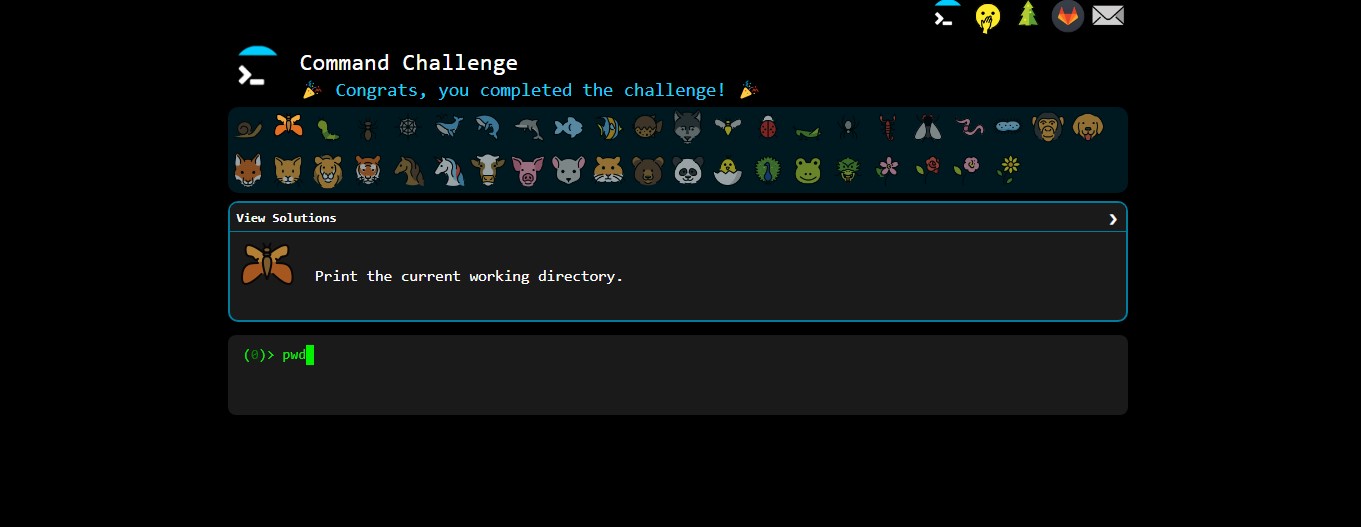 Command Challenge
🎉 Congrats, you completed the challenge! 🎉
View Solutions
Print the current working directory.
(0)> pwd